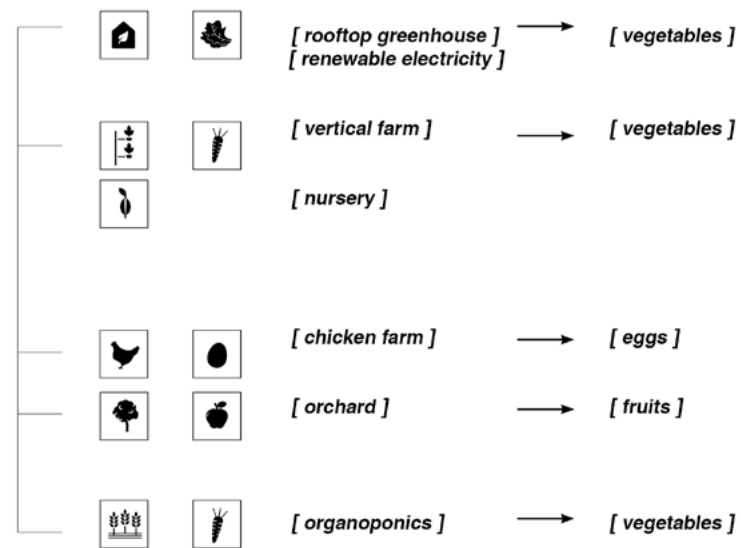 [ rooftop greenhouse ] [ vegetables ]
[ renewable electricity ]
[ vertical farm ] [ vegetables ]
[ nursery ]
[ chicken farm ] [ eggs ]
[ orchard ] [ fruits ]
[ organoponics ] [ vegetables ]